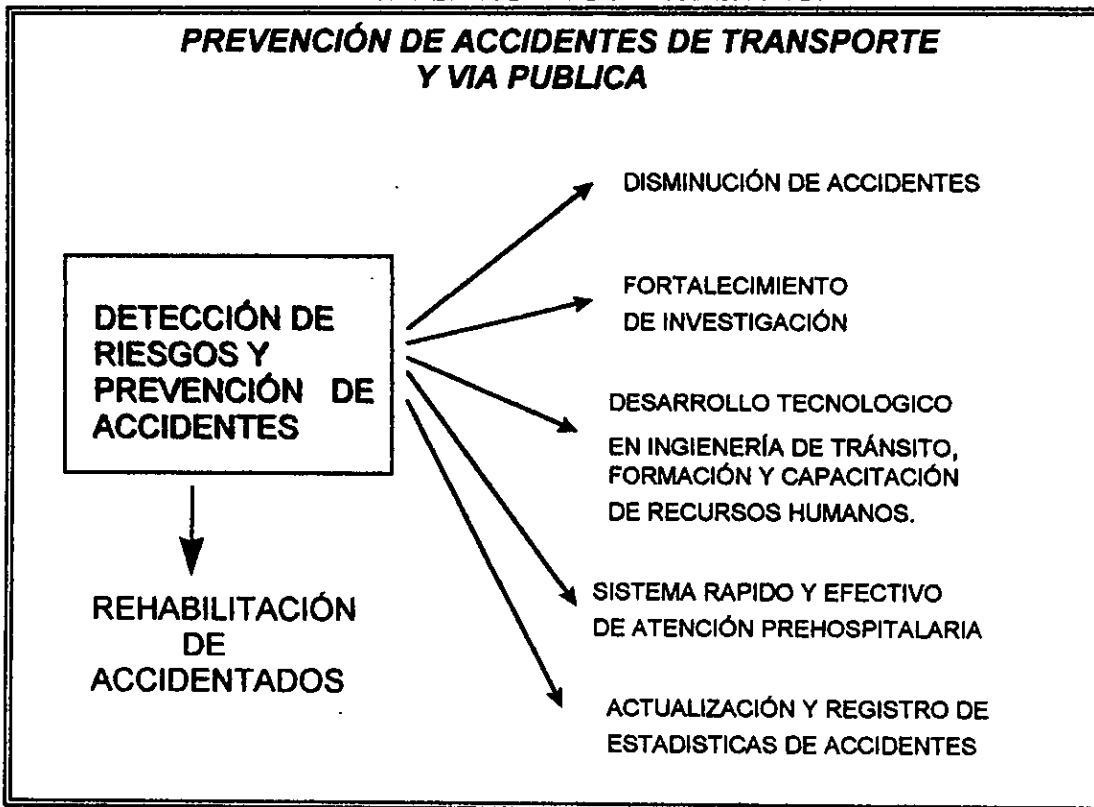 PREVENCIÓN DE ACCIDENTES DE TRANSPORTE
Y VIA PUBLICA
DETECCIÓN DE
RIESGOS Y
PREVENCIÓN DE
ACCIDENTES
REHABILITACIÓN
DE
ACCIDENTADOS
DISMINUCIÓN DE ACCIDENTES
FORTALECIMIENTO
DE INVESTIGACIÓN
DESARROLLO TECNOLOGICO
EN INGIENERÍA DE TRÁNSITO,
FORMACIÓN Y CAPACITACIÓN
DE RECURSOS HUMANOS.
SISTEMA RAPIDO Y EFECTIVO
DE ATENCIÓN PREHOSPITALARIA
ACTUALIZACIÓN Y REGISTRO DE
ESTADISTICAS DE ACCIDENTES